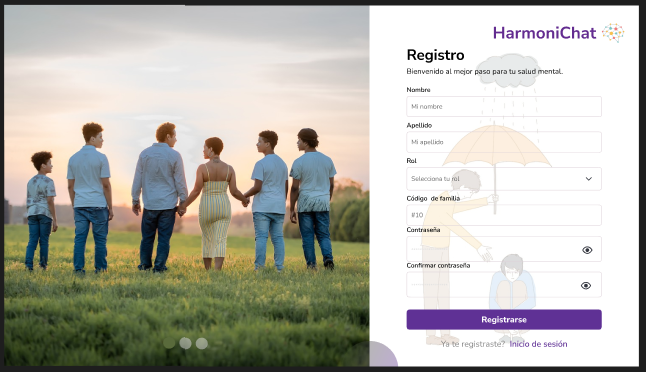 HarmoniChat
Registro
Bienvenido al mejor paso para tu salud mental.
Nombre
Mi nombre
Apellido
Mi apellido
Rol
Selecciona tu rol
Código de familia
#10
Contraseña
Confirmar contraseña
Registrarse
Ya te registraste? Inicio de sesión